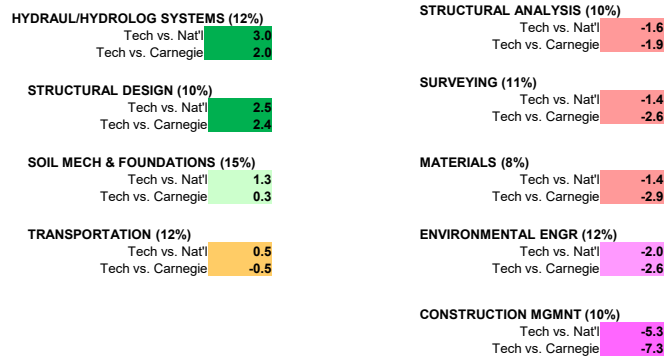 HYDRAUL/HYDROLOG SYSTEMS (12%)
Tech vs. Nat'l 3.0
Tech vs. Carnegie 2.0
STRUCTURAL DESIGN (10%)
Tech vs. Nat'l 2.5
Tech vs. Carnegie 2.4
SOIL MECH & FOUNDATIONS (15%)
Tech vs. Nat'l 1.3
Tech vs. Carnegie 0.3
TRANSPORTATION (12%)
Tech vs. Nat'l 0.5
Tech vs. Carnegie -0.5
STRUCTURAL ANALYSIS (10%)
Tech vs. Nat'l -1.6
Tech vs. Carnegie -1.9
SURVEYING (11%)
Tech vs. Nat'l -1.4
Tech vs. Carnegie -2.6
MATERIALS (8%)
Tech vs. Nat'l -1.4
Tech vs. Carnegie -2.9
ENVIRONMENTAL ENGR (12%)
Tech vs. Nat'l -2.0
Tech vs. Carnegie -2.6
CONSTRUCTION MGMNT (10%)
Tech vs. Nat'l -5.3
Tech vs. Carnegie -7.3